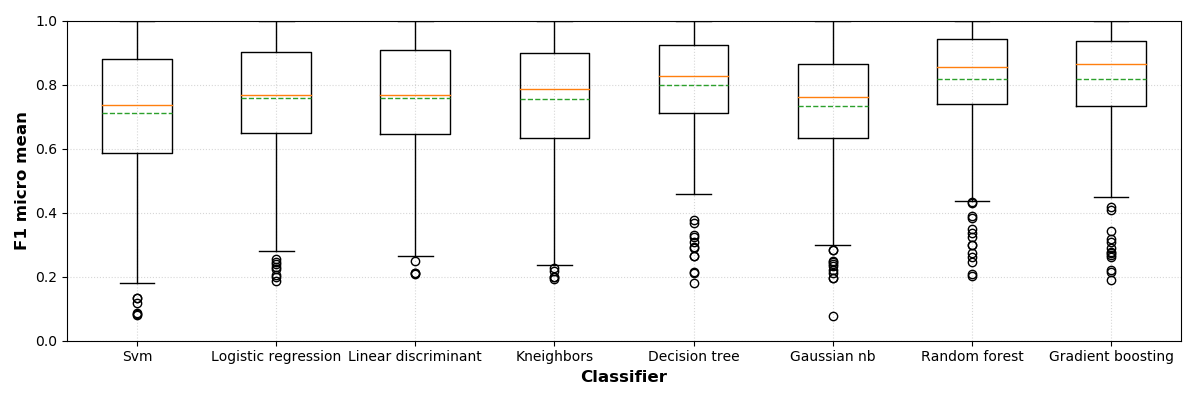 F1 micro mean
1.0
0.8
0.6
0.4
0.2
0.0
Svm
Logistic regression
Linear discriminant
Kneighbors
Decision tree
Gaussian nb
Random forest
Gradient boosting
Classifier